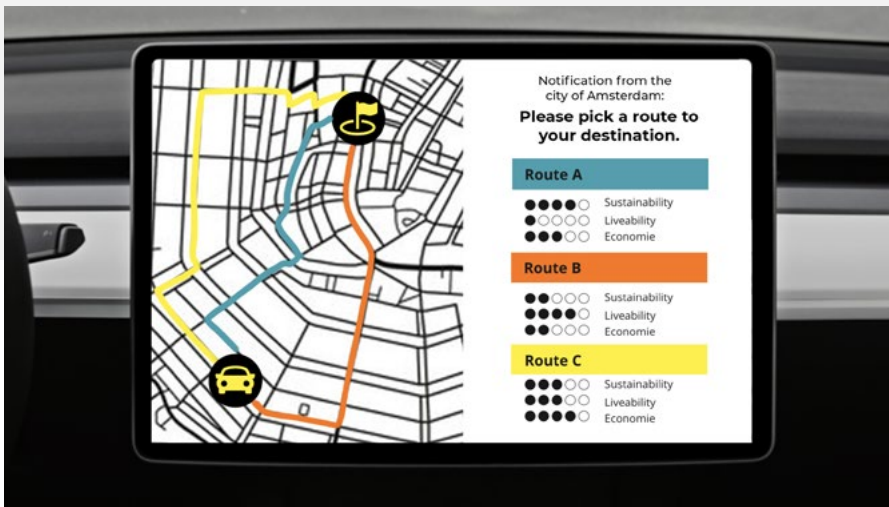 Notification from the
city of Amsterdam:
Please pick a route to
your destination.
Route A
Sustainability
Liveability
Economie
Route B
Sustainability
Liveability
Economie
Route C
Sustainability
Liveability
Economie